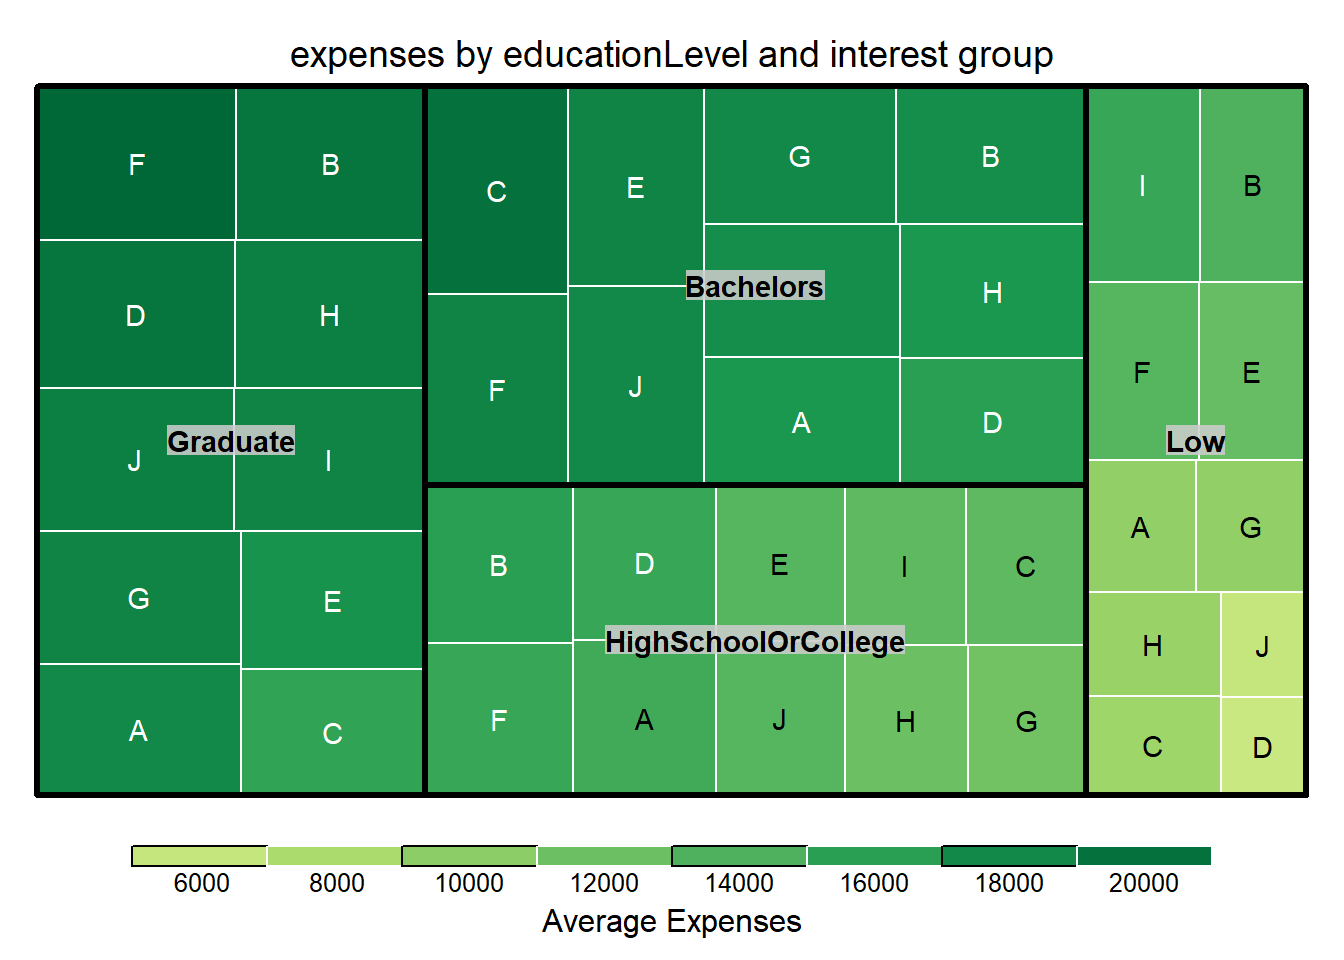 expenses by educationLevel and interest group
F B C E G B I B
D H Bachelors H
F J A D F E
J Graduate I Low
A G
G E B D E I C
HighSchoolOrCollege H J
A C F A J H G C D
6000 8000 10000 12000 14000 16000 18000 20000
Average Expenses